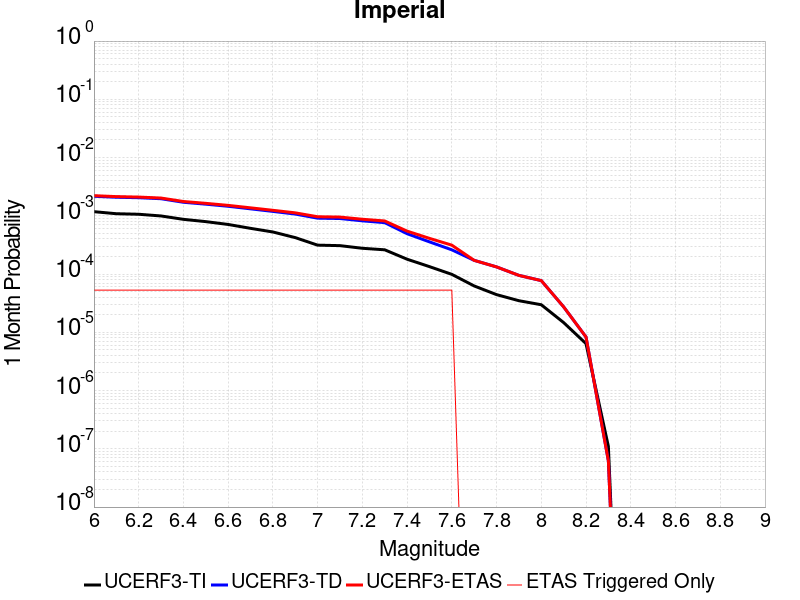 Imperial
10 0
10 -1
10 -2
10 -3
10 -4
10 -5
10 -6
10 -7
10 -8
1 Month Probability
6 6.2 6.4 6.6 6.8 7 7.2 7.4 7.6 7.8 8 8.2 8.4 8.6 8.8 9
Magnitude
UCERF3-TI UCERF3-TD UCERF3-ETAS ETAS Triggered Only